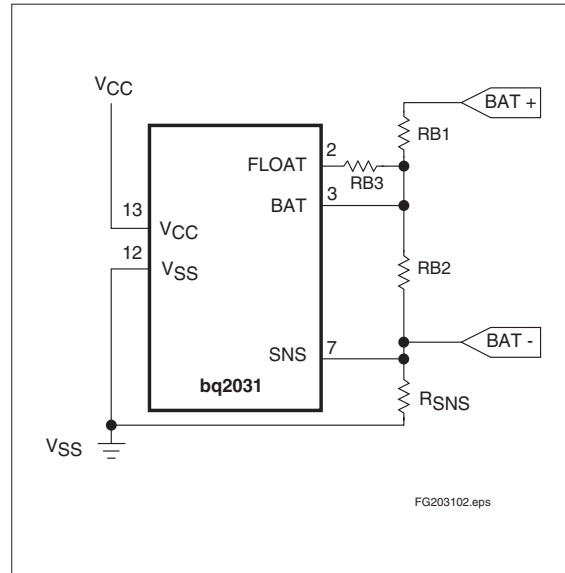 VCC
BAT +
RB1
2
FLOAT
RB3
BAT
3
13
VCC
12
VSS
RB2
BAT -
SNS
7
bq2031
RSNS
VSS
FG203102.eps